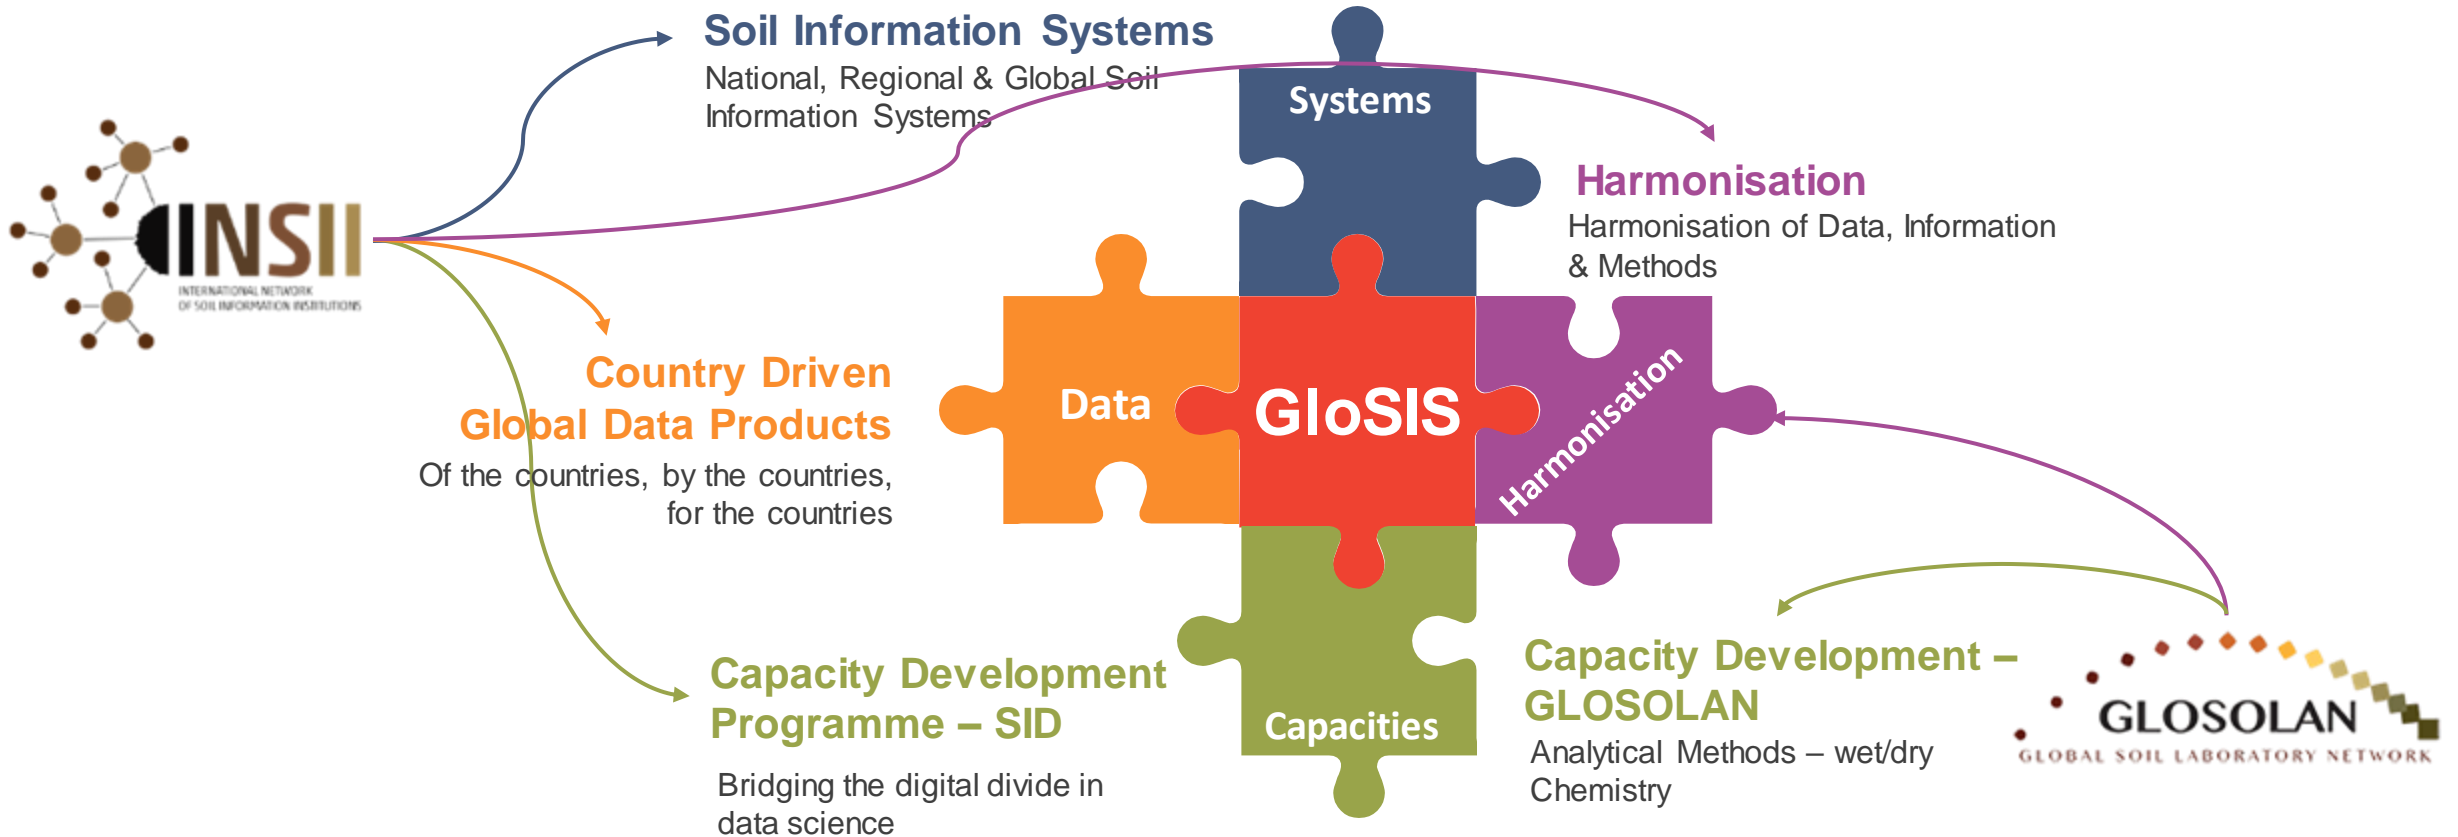 Soil Information Systems
National, Regional & Global Soil
Information Systems
Systems
Harmonisation
Harmonisation of Data, Information
& Methods
INSII
INTERNATIONAL NETWORK
OF SOIL INFORMATION INSTITUTIONS
Country Driven
Global Data Products
Of the countries, by the countries,
for the countries
Data
GloSIS
Harmonisation
Capacity Development
Programme – SID
Bridging the digital divide in
data science
Capacities
Capacity Development –
GLOSOLAN
Analytical Methods – wet/dry
Chemistry
GLOSOLAN
GLOBAL SOIL LABORATORY NETWORK